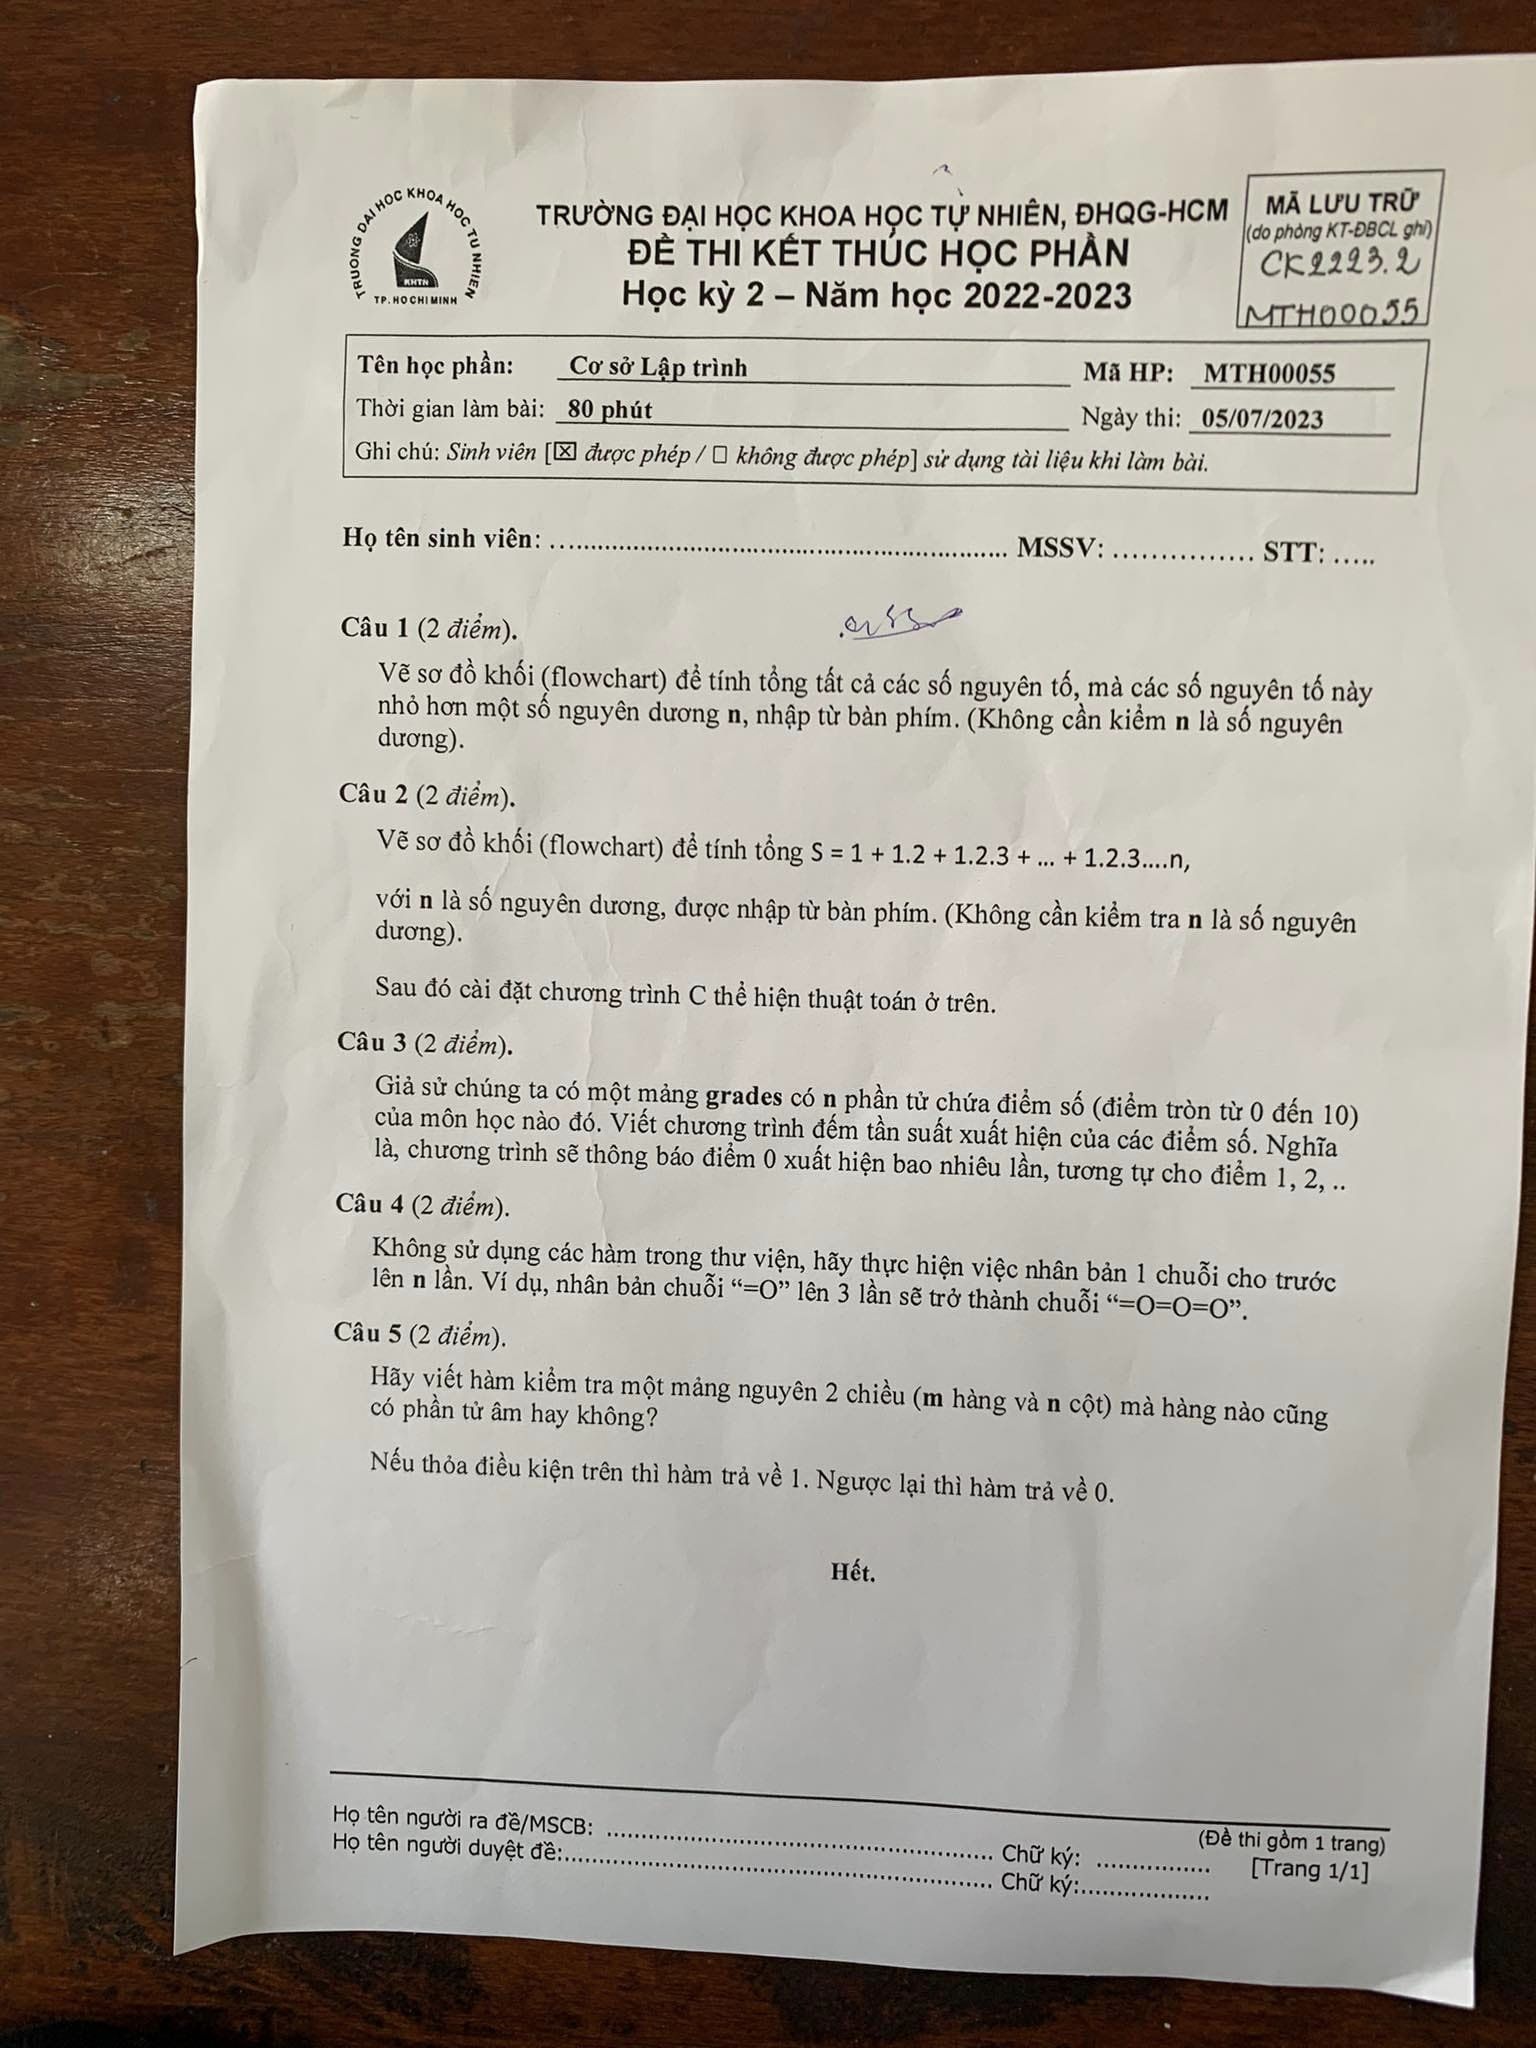 TRƯỜNG ĐẠI HỌC KHOA HỌC TỰ NHIÊN
KHTN
TP. HO CHI MINH
TRƯỜNG ĐẠI HỌC KHOA HỌC TỰ NHIÊN, ĐHQG-HCM
ĐỀ THI KẾT THÚC HỌC PHẦN
Học kỳ 2 – Năm học 2022-2023
MÃ LƯU TRỮ
(do phòng KT-ĐBCL ghi)
CK2223.2
MTH00055
Tên học phần: Cơ sở Lập trình Mã HP: MTH00055
Thời gian làm bài: 80 phút Ngày thi: 05/07/2023
Ghi chú: Sinh viên [☒ được phép / ☐ không được phép] sử dụng tài liệu khi làm bài.
Họ tên sinh viên: ........................................................................ MSSV: ............... STT: .....
Câu 1 (2 điểm).
Vẽ sơ đồ khối (flowchart) để tính tổng tất cả các số nguyên tố, mà các số nguyên tố này
nhỏ hơn một số nguyên dương n, nhập từ bàn phím. (Không cần kiểm n là số nguyên
dương).
Câu 2 (2 điểm).
Vẽ sơ đồ khối (flowchart) để tính tổng S = 1 + 1.2 + 1.2.3 + ... + 1.2.3....n,
với n là số nguyên dương, được nhập từ bàn phím. (Không cần kiểm tra n là số nguyên
dương).
Sau đó cài đặt chương trình C thể hiện thuật toán ở trên.
Câu 3 (2 điểm).
Giả sử chúng ta có một mảng grades có n phần tử chứa điểm số (điểm tròn từ 0 đến 10)
của môn học nào đó. Viết chương trình đếm tần suất xuất hiện của các điểm số. Nghĩa
là, chương trình sẽ thông báo điểm 0 xuất hiện bao nhiêu lần, tương tự cho điểm 1, 2, ..
Câu 4 (2 điểm).
Không sử dụng các hàm trong thư viện, hãy thực hiện việc nhân bản 1 chuỗi cho trước
lên n lần. Ví dụ, nhân bản chuỗi “=O” lên 3 lần sẽ trở thành chuỗi “=O=O=O”.
Câu 5 (2 điểm).
Hãy viết hàm kiểm tra một mảng nguyên 2 chiều (m hàng và n cột) mà hàng nào cũng
có phần tử âm hay không?
Nếu thỏa điều kiện trên thì hàm trả về 1. Ngược lại thì hàm trả về 0.
Hết.
(Đề thi gồm 1 trang)
Họ tên người ra đề/MSCB: ................................................................ Chữ ký: ................. [Trang 1/1]
Họ tên người duyệt đề:..................................................................... Chữ ký:...................